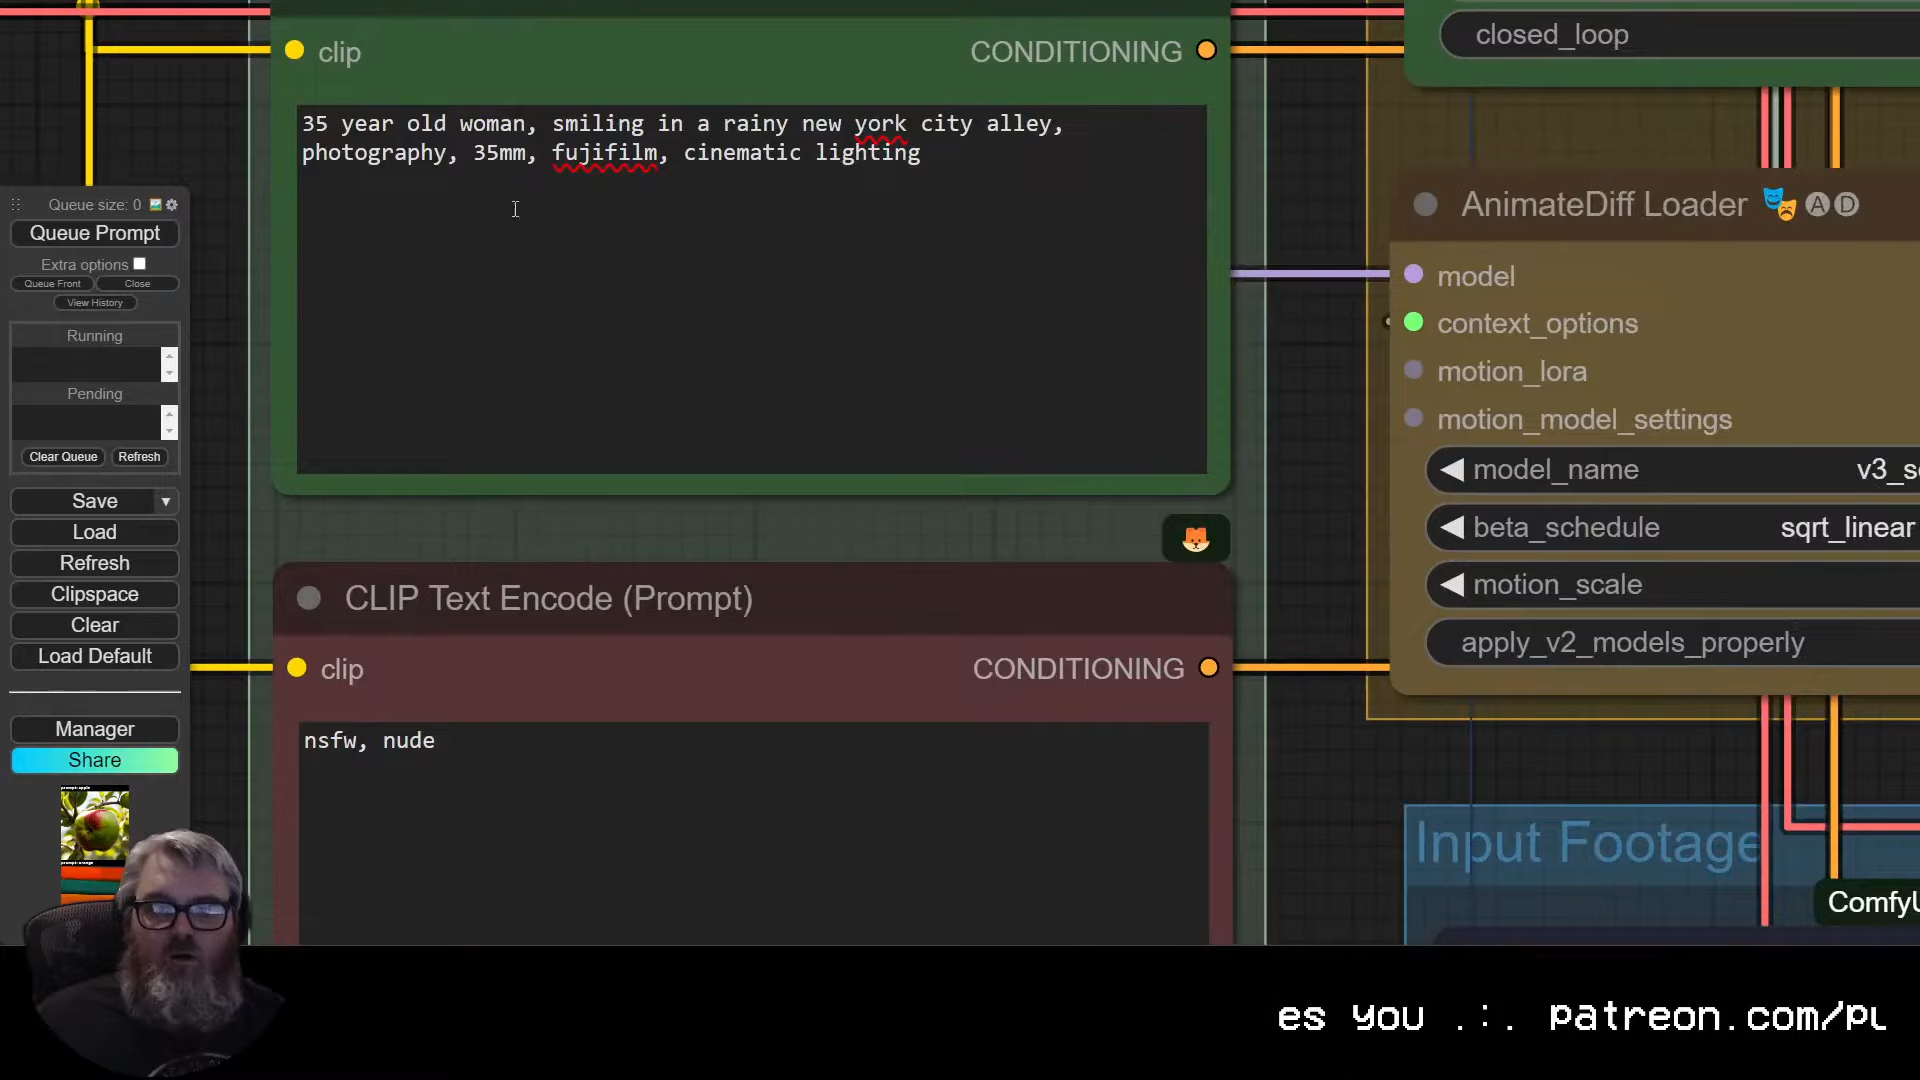 clip
CONDITIONING
closed_loop
35 year old woman, smiling in a rainy new york city alley,
photography, 35mm, fujifilm, cinematic lighting
Queue size: 0
Queue Prompt
Extra options
Queue Front
Close
View History
Running
Pending
Clear Queue
Refresh
Save
Load
Refresh
Clipspace
Clear
Load Default
Manager
Share
AnimateDiff Loader
A D
model
context_options
motion_lora
motion_model_settings
model_name
v3_s
beta_schedule
sqrt_linear
motion_scale
apply_v2_models_properly
CLIP Text Encode (Prompt)
clip
CONDITIONING
nsfw, nude
Input Footage
ComfyU
es you .:. patreon.com/pu